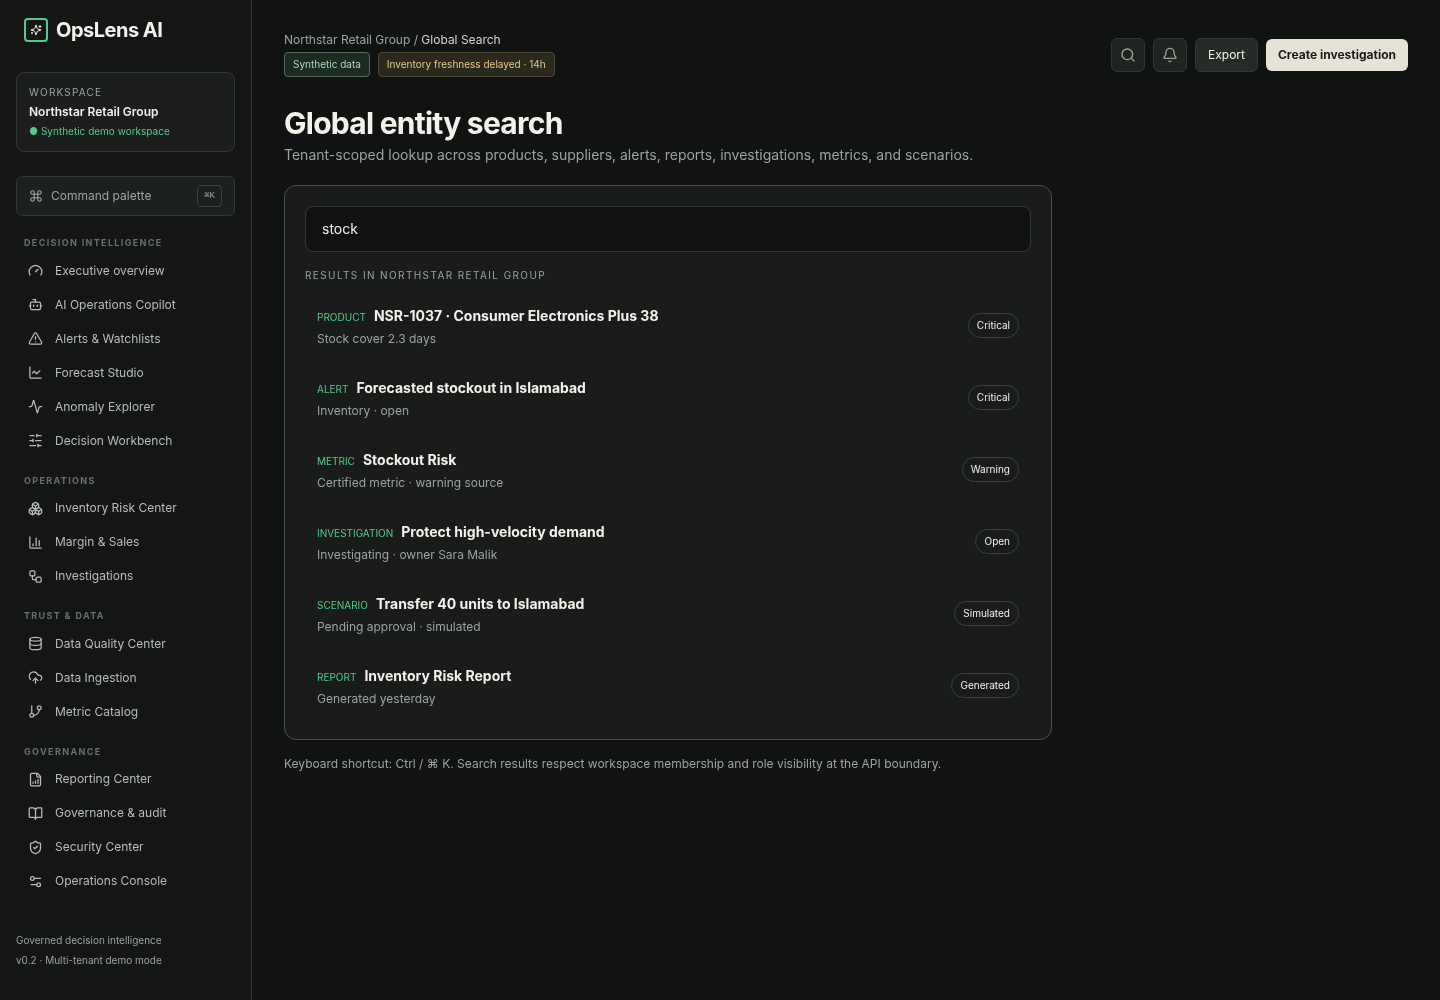 OpsLens AI
WORKSPACE
Northstar Retail Group
Synthetic demo workspace
⌘ Command palette ⌘K
DECISION INTELLIGENCE
Executive overview
AI Operations Copilot
Alerts & Watchlists
Forecast Studio
Anomaly Explorer
Decision Workbench
OPERATIONS
Inventory Risk Center
Margin & Sales
Investigations
TRUST & DATA
Data Quality Center
Data Ingestion
Metric Catalog
GOVERNANCE
Reporting Center
Governance & audit
Security Center
Operations Console
Governed decision intelligence
v0.2 · Multi-tenant demo mode
Northstar Retail Group / Global Search
Synthetic data Inventory freshness delayed · 14h
Export Create investigation
Global entity search
Tenant-scoped lookup across products, suppliers, alerts, reports, investigations, metrics, and scenarios.
stock
RESULTS IN NORTHSTAR RETAIL GROUP
PRODUCT NSR-1037 · Consumer Electronics Plus 38
Stock cover 2.3 days
Critical
ALERT Forecasted stockout in Islamabad
Inventory · open
Critical
METRIC Stockout Risk
Certified metric · warning source
Warning
INVESTIGATION Protect high-velocity demand
Investigating · owner Sara Malik
Open
SCENARIO Transfer 40 units to Islamabad
Pending approval · simulated
Simulated
REPORT Inventory Risk Report
Generated yesterday
Generated
Keyboard shortcut: Ctrl / ⌘ K. Search results respect workspace membership and role visibility at the API boundary.